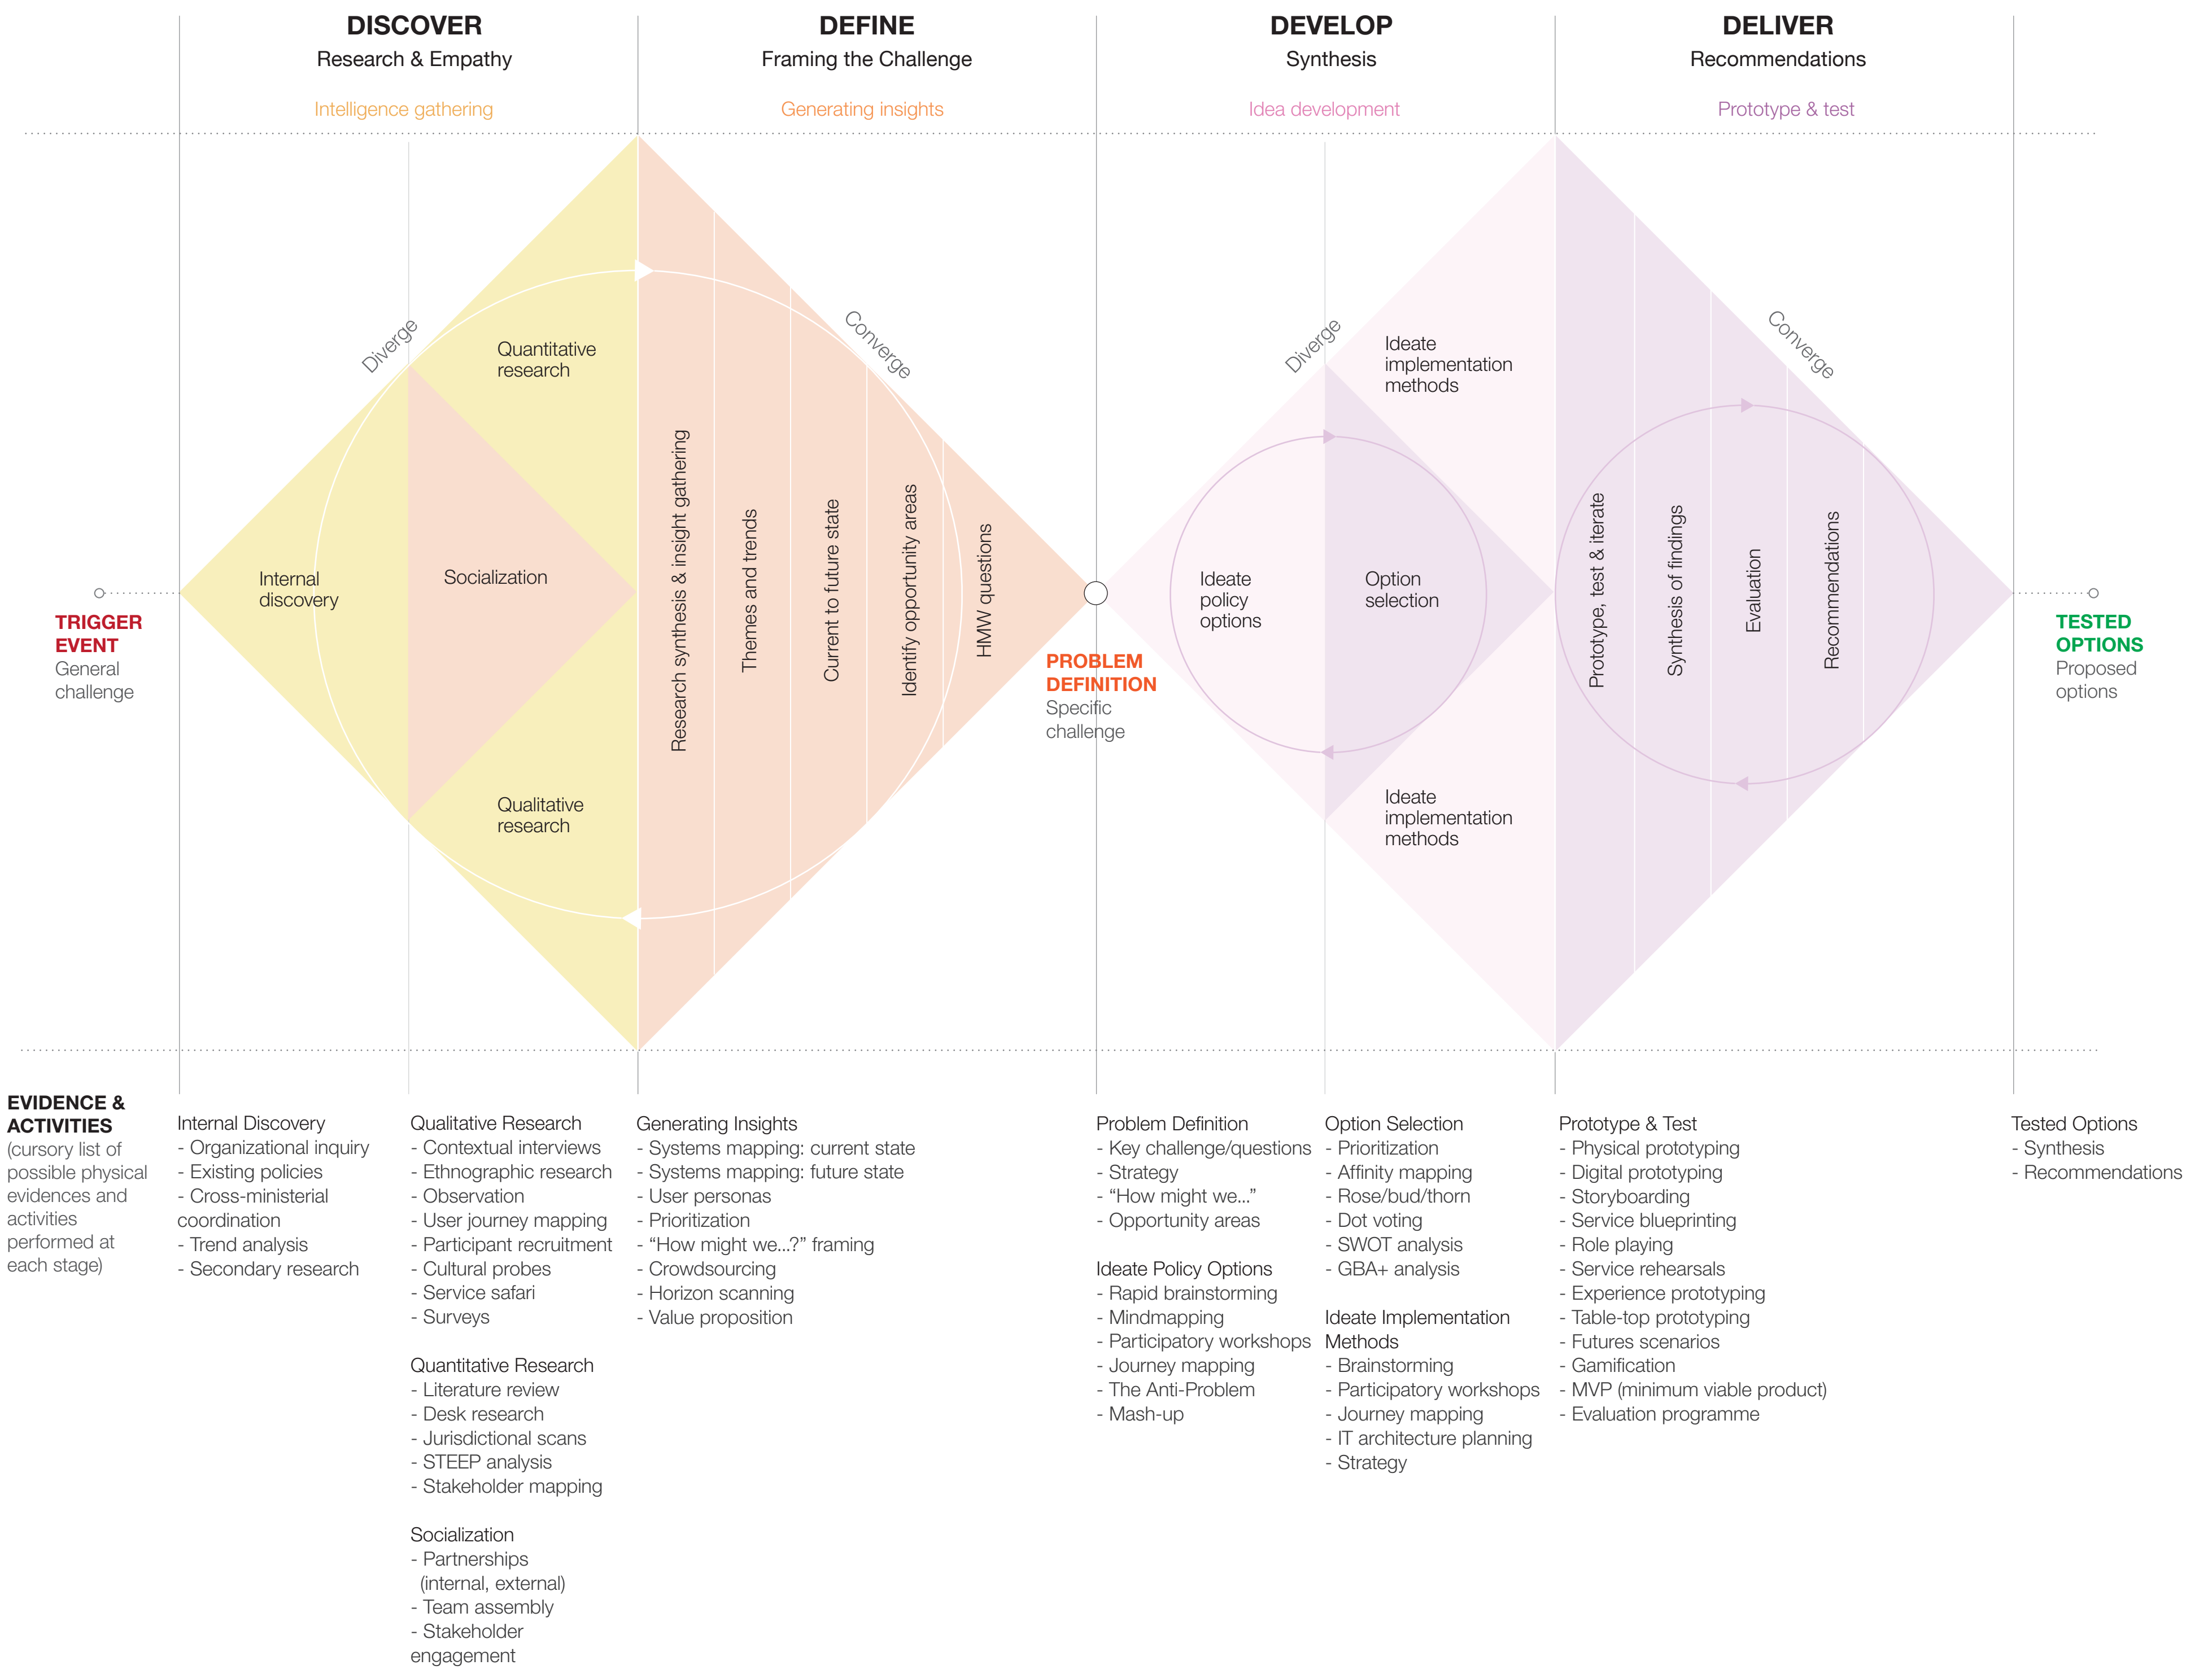 DISCOVER
Research & Empathy
Intelligence gathering
DEFINE
Framing the Challenge
Generating insights
DEVELOP
Synthesis
Idea development
DELIVER
Recommendations
Prototype & test
TRIGGER
EVENT
General
challenge
Diverge
Internal
discovery
Quantitative
research
Socialization
Qualitative
research
Converge
Research synthesis & insight gathering
Themes and trends
Current to future state
Identify opportunity areas
HMW questions
PROBLEM
DEFINITION
Specific
challenge
Diverge
Ideate
policy
options
Ideate
implementation
methods
Option
selection
Ideate
implementation
methods
Converge
Prototype, test & iterate
Synthesis of findings
Evaluation
Recommendations
TESTED
OPTIONS
Proposed
options
EVIDENCE &
ACTIVITIES
(cursory list of
possible physical
evidences and
activities
performed at
each stage)
Internal Discovery
- Organizational inquiry
- Existing policies
- Cross-ministerial
coordination
- Trend analysis
- Secondary research
Qualitative Research
- Contextual interviews
- Ethnographic research
- Observation
- User journey mapping
- Participant recruitment
- Cultural probes
- Service safari
- Surveys
Quantitative Research
- Literature review
- Desk research
- Jurisdictional scans
- STEEP analysis
- Stakeholder mapping
Socialization
- Partnerships
(internal, external)
- Team assembly
- Stakeholder
engagement
Generating Insights
- Systems mapping: current state
- Systems mapping: future state
- User personas
- Prioritization
- “How might we...?” framing
- Crowdsourcing
- Horizon scanning
- Value proposition
Problem Definition
- Key challenge/questions
- Strategy
- “How might we...”
- Opportunity areas
Ideate Policy Options
- Rapid brainstorming
- Mindmapping
- Participatory workshops
- Journey mapping
- The Anti-Problem
- Mash-up
Option Selection
- Prioritization
- Affinity mapping
- Rose/bud/thorn
- Dot voting
- SWOT analysis
- GBA+ analysis
Ideate Implementation
Methods
- Brainstorming
- Participatory workshops
- Journey mapping
- IT architecture planning
- Strategy
Prototype & Test
- Physical prototyping
- Digital prototyping
- Storyboarding
- Service blueprinting
- Role playing
- Service rehearsals
- Experience prototyping
- Table-top prototyping
- Futures scenarios
- Gamification
- MVP (minimum viable product)
- Evaluation programme
Tested Options
- Synthesis
- Recommendations